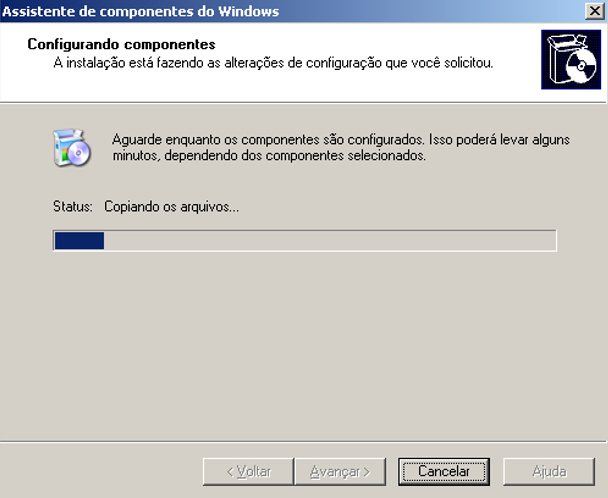 Assistente de componentes do Windows
Configurando componentes
A instalação está fazendo as alterações de configuração que você solicitou.
Aguarde enquanto os componentes são configurados. Isso poderá levar alguns
minutos, dependendo dos componentes selecionados.
Status: Copiando os arquivos...
< Voltar Avançar > Cancelar Ajuda